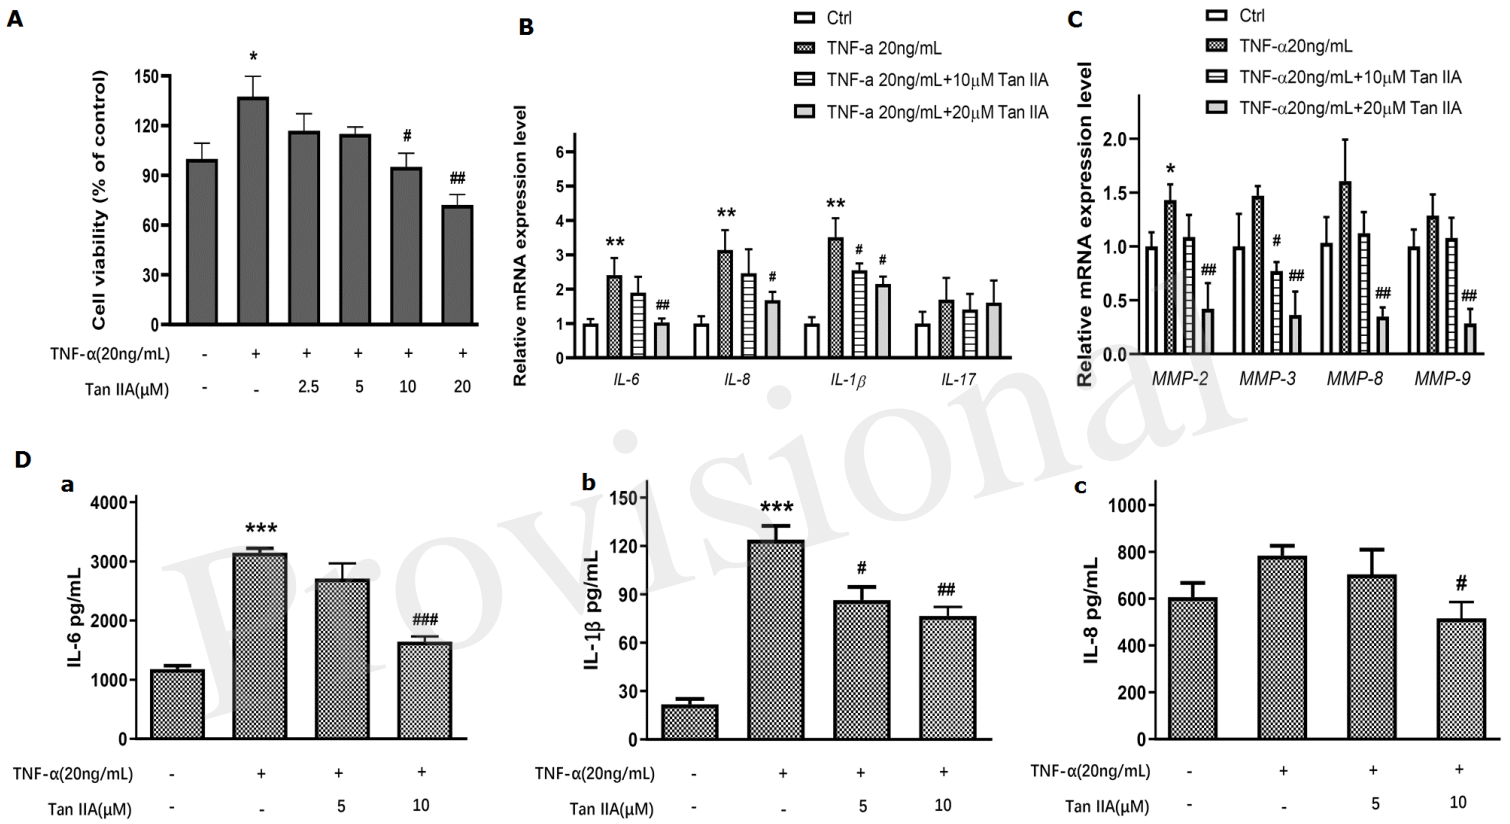 A
Cell viability (% of control)
150
120
90
60
30
0
*
#
##
TNF-α(20ng/mL) - + + + + +
Tan IIA(μM) - - 2.5 5 10 20
B
Ctrl
TNF-a 20ng/mL
TNF-a 20ng/mL+10μM Tan IIA
TNF-a 20ng/mL+20μM Tan IIA
Relative mRNA expression level
6
5
4
3
2
1
0
** ## ** # ** # #
IL-6 IL-8 IL-1β IL-17
C
Ctrl
TNF-α20ng/mL
TNF-α20ng/mL+10μM Tan IIA
TNF-α20ng/mL+20μM Tan IIA
Relative mRNA expression level
2.0
1.5
1.0
0.5
0.0
* ## # ## ## ##
MMP-2 MMP-3 MMP-8 MMP-9
D
a
IL-6 pg/mL
4000
3000
2000
1000
0
***
###
TNF-α(20ng/mL) - + + +
Tan IIA(μM) - - 5 10
b
IL-1β pg/mL
150
120
90
60
30
0
***
#
##
TNF-α(20ng/mL) - + + +
Tan IIA(μM) - - 5 10
c
IL-8 pg/mL
1000
800
600
400
200
0
#
TNF-α(20ng/mL) - + + +
Tan IIA(μM) - - 5 10
Provisional